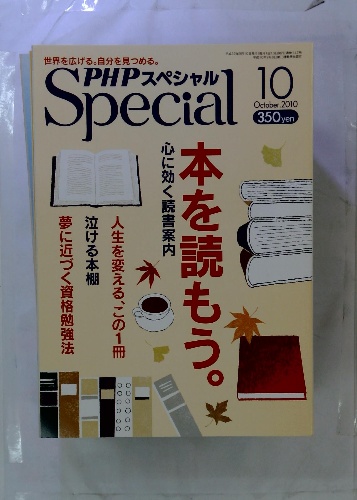 世界を広げる。自分を見つめる。
PHPスペシャル
Special
10
October.2010
350yen
本を読もう。
心に効く読書案内
人生を変える、この1冊
泣ける本棚
夢に近づく資格勉強法